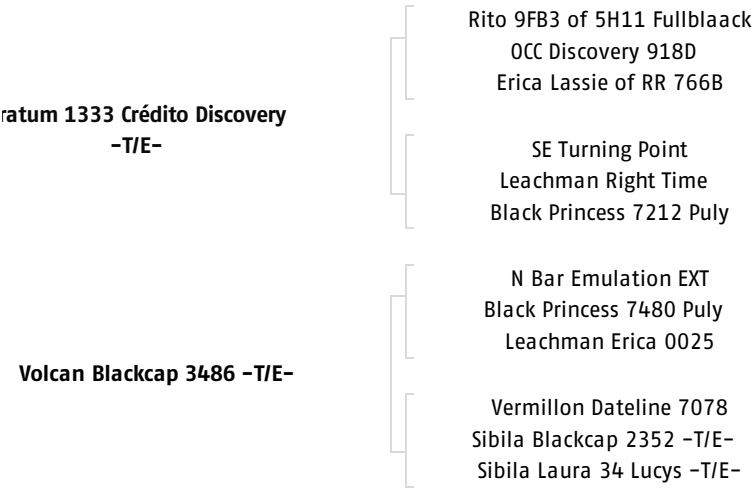 Rito 9FB3 of 5H11 Fullblaack
OCC Discovery 918D
Erica Lassie of RR 766B
ratum 1333 Crédito Discovery
-T/E-
SE Turning Point
Leachman Right Time
Black Princess 7212 Puly
N Bar Emulation EXT
Black Princess 7480 Puly
Leachman Erica 0025
Volcan Blackcap 3486 -T/E-
Vermillon Dateline 7078
Sibila Blackcap 2352 -T/E-
Sibila Laura 34 Lucys -T/E-